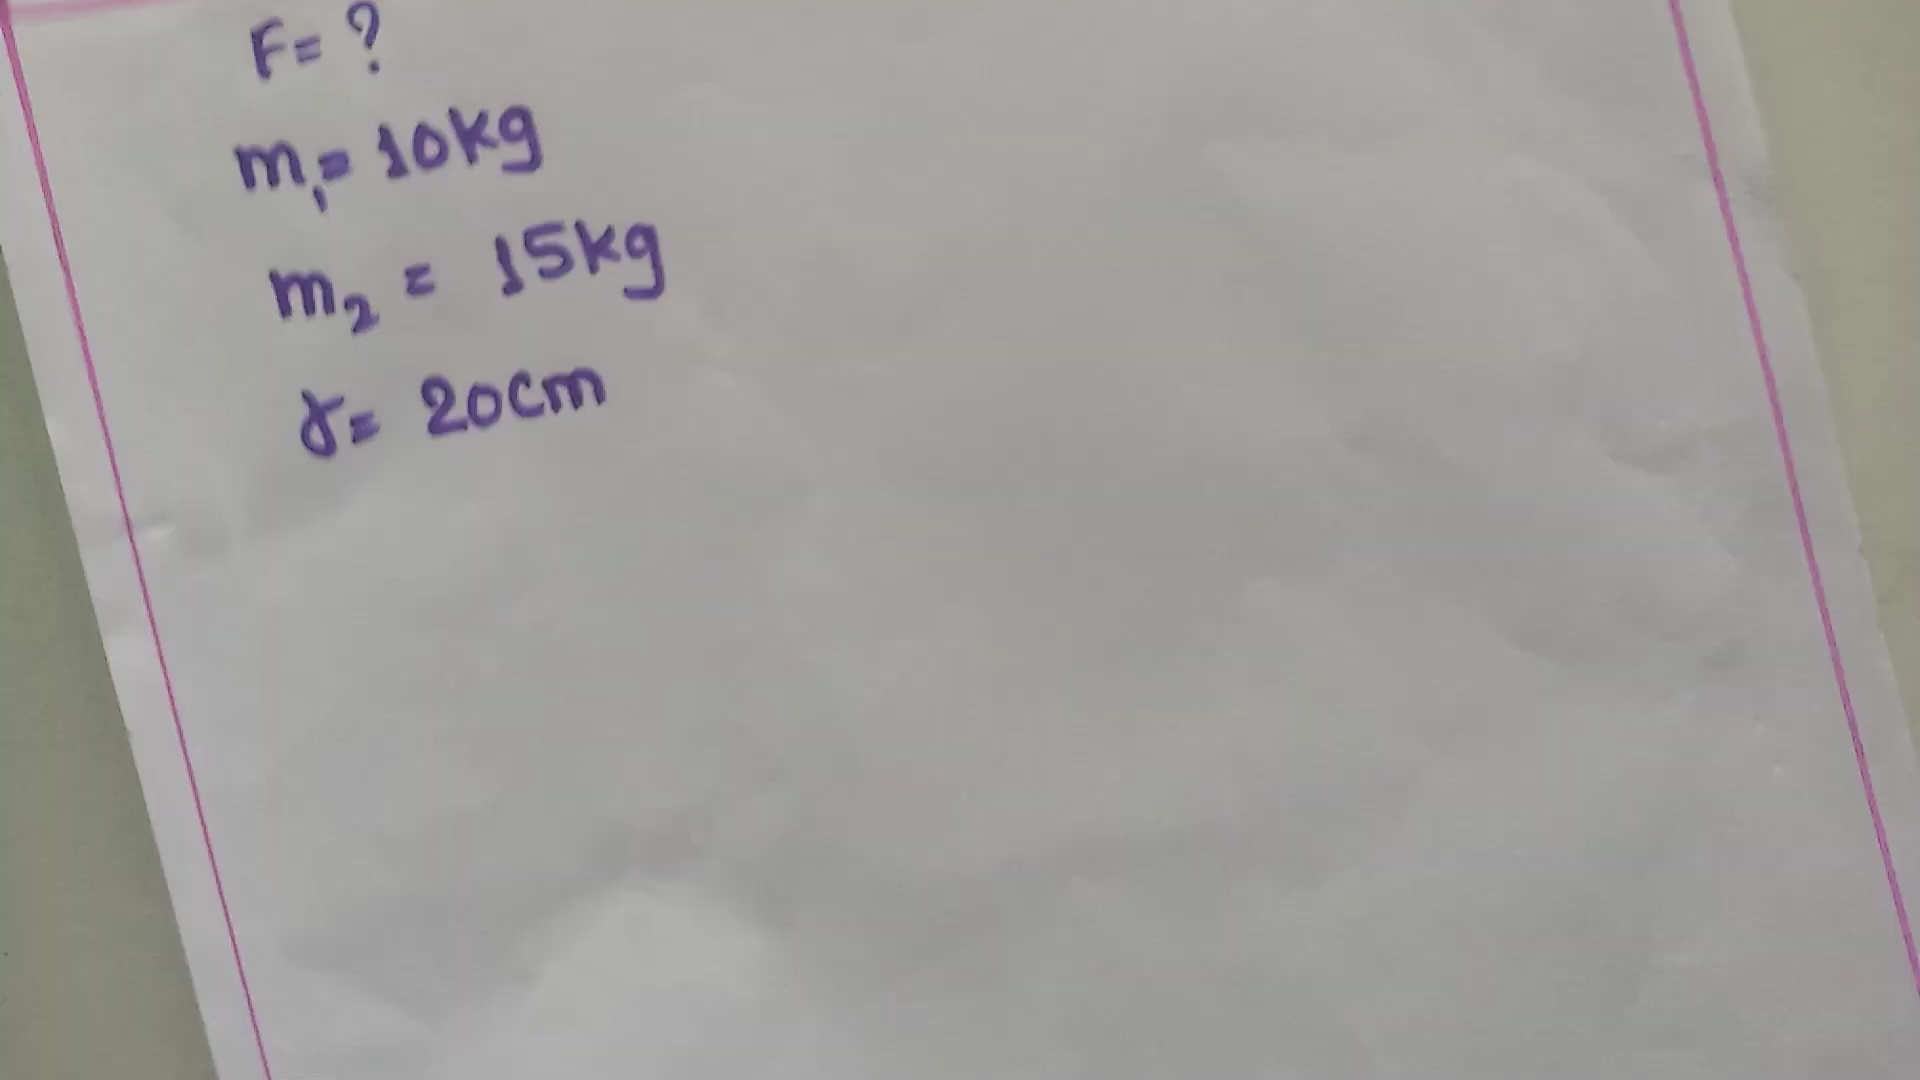 F= ?
m₁= 10kg
m₂ = 15kg
r= 20cm